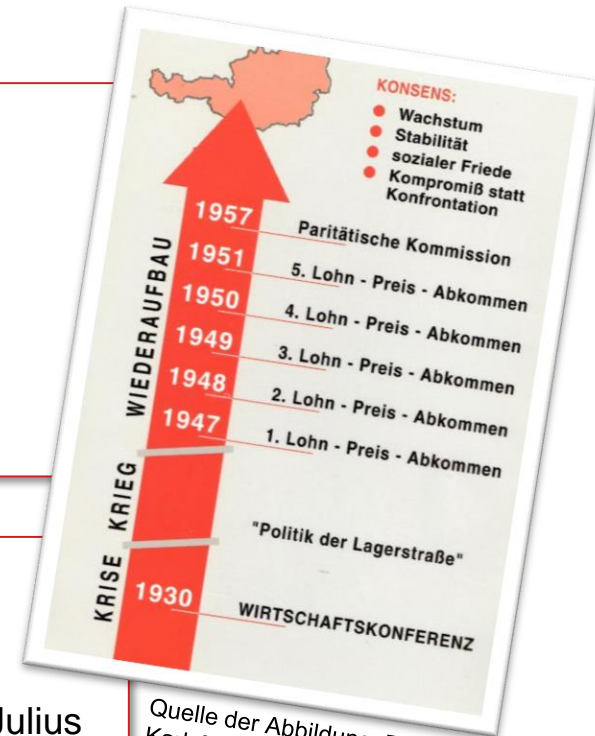 KONSENS:
Wachstum
Stabilität
sozialer Friede
Kompromiß statt
Konfrontation
1957
Paritätische Kommission
1951
5. Lohn - Preis - Abkommen
1950
4. Lohn - Preis - Abkommen
1949
3. Lohn - Preis - Abkommen
1948
2. Lohn - Preis - Abkommen
1947
1. Lohn - Preis - Abkommen
WIEDERAUFBAU
KRIEG
"Politik der Lagerstraße"
KRISE
1930
WIRTSCHAFTSKONFERENZ
Julius
Quelle der